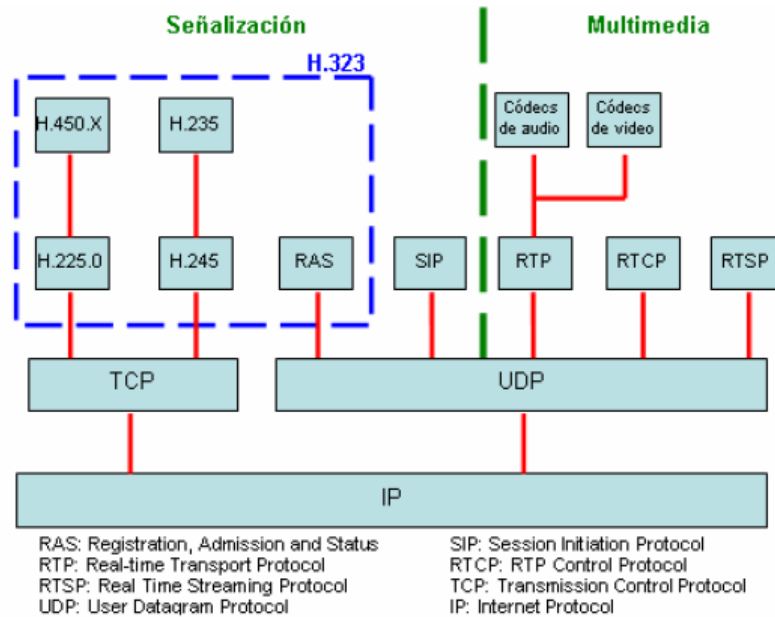 Señalización
Multimedia
H.323
H.450.X
H.235
Códecs
de audio
Códecs
de video
H.225.0
H.245
RAS
SIP
RTP
RTCP
RTSP
TCP
UDP
IP
RAS: Registration, Admission and Status
RTP: Real-time Transport Protocol
RTSP: Real Time Streaming Protocol
UDP: User Datagram Protocol
SIP: Session Initiation Protocol
RTCP: RTP Control Protocol
TCP: Transmission Control Protocol
IP: Internet Protocol